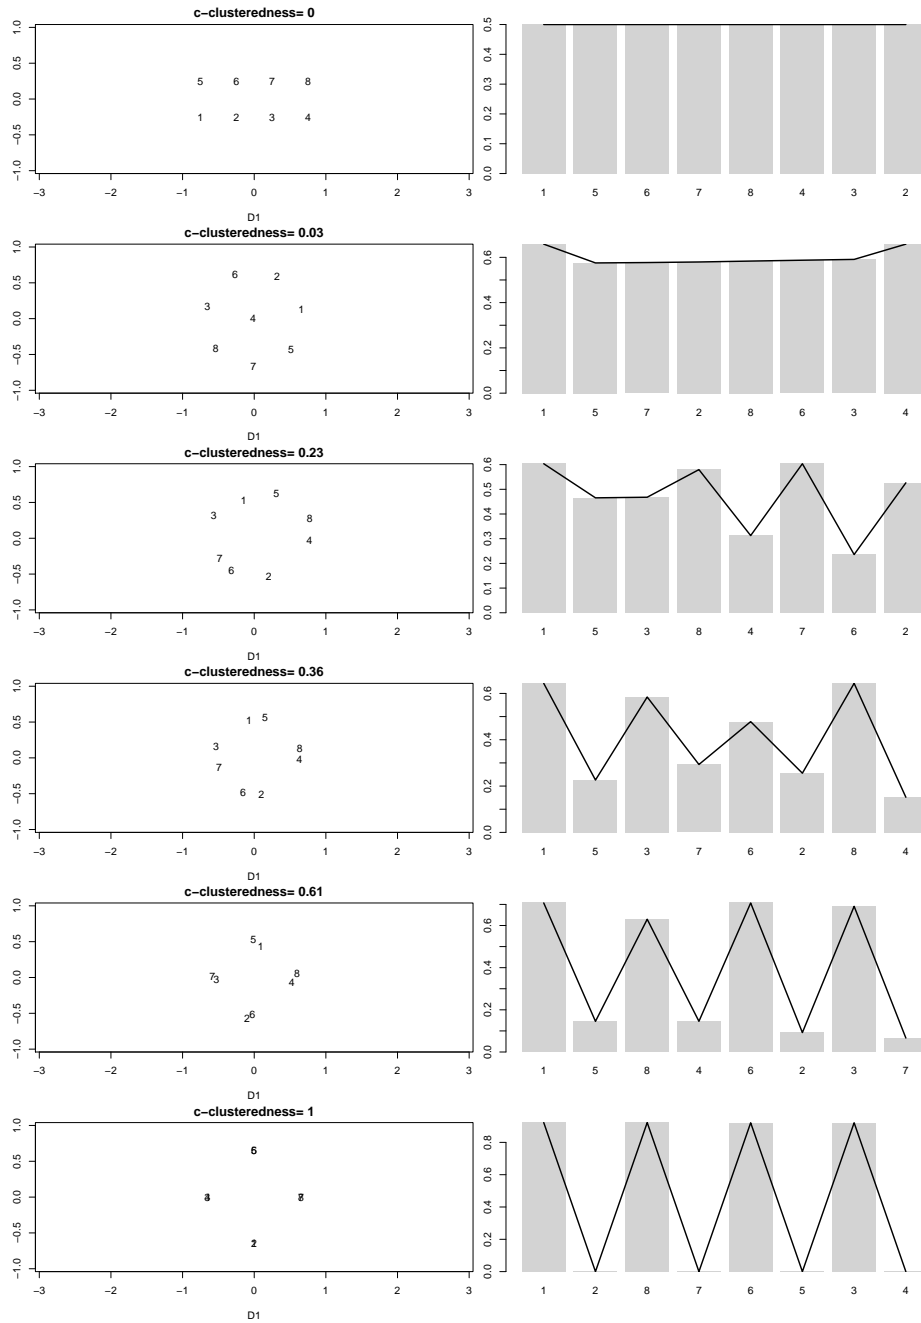 c−clusteredness= 0
−1.0 −0.5 0.0 0.5 1.0
5 6 7 8
1 2 3 4
−3 −2 −1 0 1 2 3
D1
0.0 0.1 0.2 0.3 0.4 0.5
1 5 6 7 8 4 3 2
c−clusteredness= 0.03
−1.0 −0.5 0.0 0.5 1.0
6 2
3 1
4
8 5
7
−3 −2 −1 0 1 2 3
D1
0.0 0.2 0.4 0.6
1 5 7 2 8 6 3 4
c−clusteredness= 0.23
−1.0 −0.5 0.0 0.5 1.0
5
1
3 8
4
7
6 2
−3 −2 −1 0 1 2 3
D1
0.0 0.1 0.2 0.3 0.4 0.5 0.6
1 5 3 8 4 7 6 2
c−clusteredness= 0.36
−1.0 −0.5 0.0 0.5 1.0
1 5
3 8
4
7
6 2
−3 −2 −1 0 1 2 3
D1
0.0 0.2 0.4 0.6
1 5 3 7 6 2 8 4
c−clusteredness= 0.61
−1.0 −0.5 0.0 0.5 1.0
5
1
7 3 8
4
2 6
−3 −2 −1 0 1 2 3
D1
0.0 0.2 0.4 0.6
1 5 8 4 6 2 3 7
c−clusteredness= 1
−1.0 −0.5 0.0 0.5 1.0
−3 −2 −1 0 1 2 3
D1
0.0 0.2 0.4 0.6 0.8
1 2 8 7 6 5 3 4